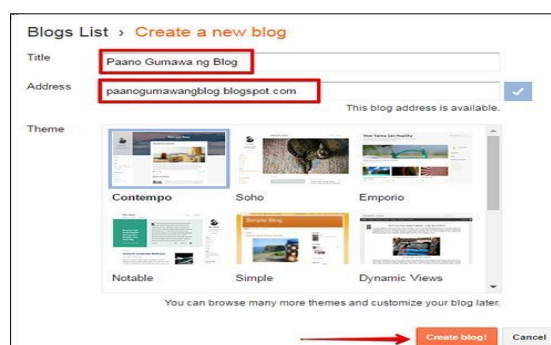 Blogs List › Create a new blog
Title
Paano Gumawa ng Blog
Address
paanogumawangblog.blogspot.com
This blog address is available.
Theme
Contempo
Soho
Emporio
Simple Blog
Notable
Simple
Dynamic Views
You can browse many more themes and customize your blog later.
Create blog!
Cancel